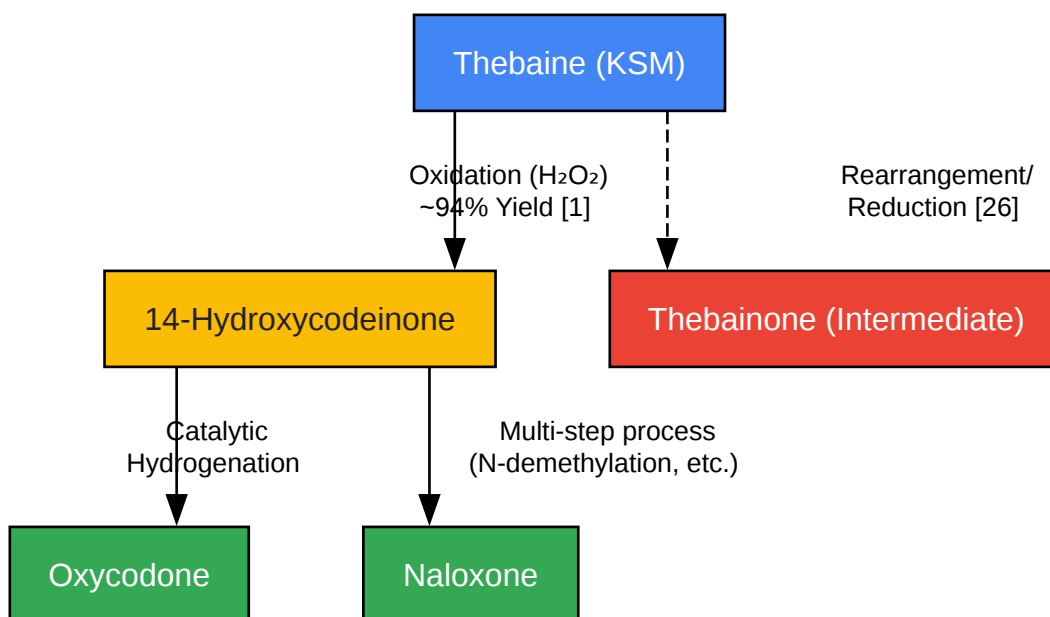 Thebaine (KSM)
Oxidation (H₂O₂)
~94% Yield [1]
Rearrangement/
Reduction [26]
14-Hydroxycodeinone
Thebainone (Intermediate)
Catalytic
Hydrogenation
Multi-step process
(N-demethylation, etc.)
Oxycodone
Naloxone